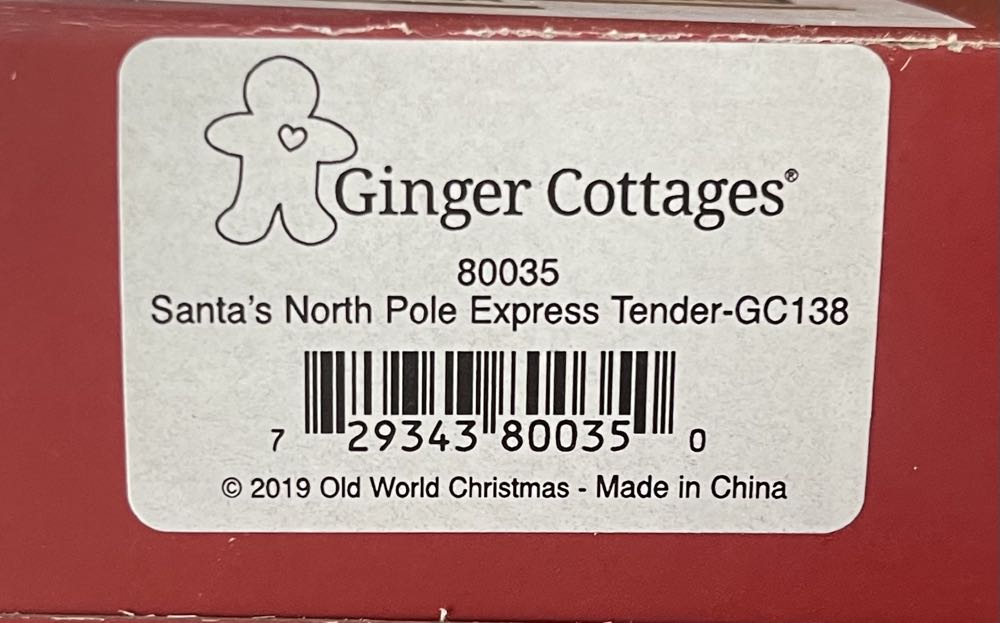 Ginger Cottages®
80035
Santa's North Pole Express Tender-GC138
7 29343 80035 0
© 2019 Old World Christmas - Made in China